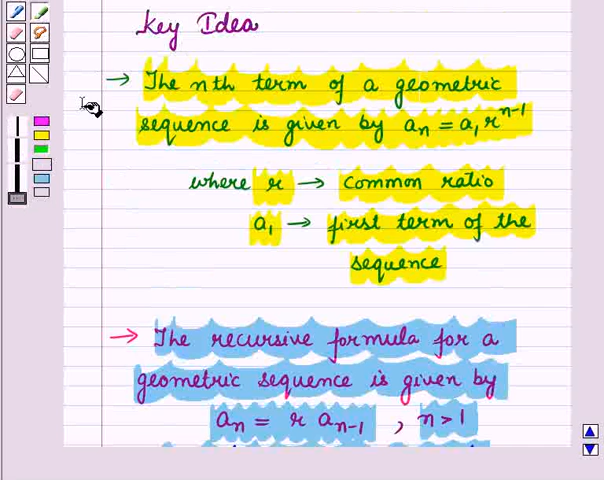 Key Idea
→ The nth term of a geometric
sequence is given by aₙ = a₁ rⁿ⁻¹
where r → common ratio
a₁ → first term of the
sequence
→ The recursive formula for a
geometric sequence is given by
aₙ = r aₙ₋₁ , n > 1